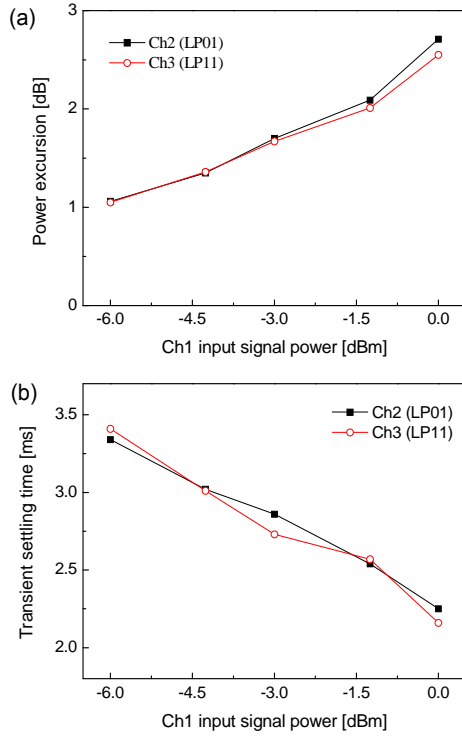 (a)
3
2
1
0
Power excursion [dB]
Ch2 (LP01)
Ch3 (LP11)
-6.0 -4.5 -3.0 -1.5 0.0
Ch1 input signal power [dBm]
(b)
3.5
3.0
2.5
2.0
Transient settling time [ms]
Ch2 (LP01)
Ch3 (LP11)
-6.0 -4.5 -3.0 -1.5 0.0
Ch1 input signal power [dBm]